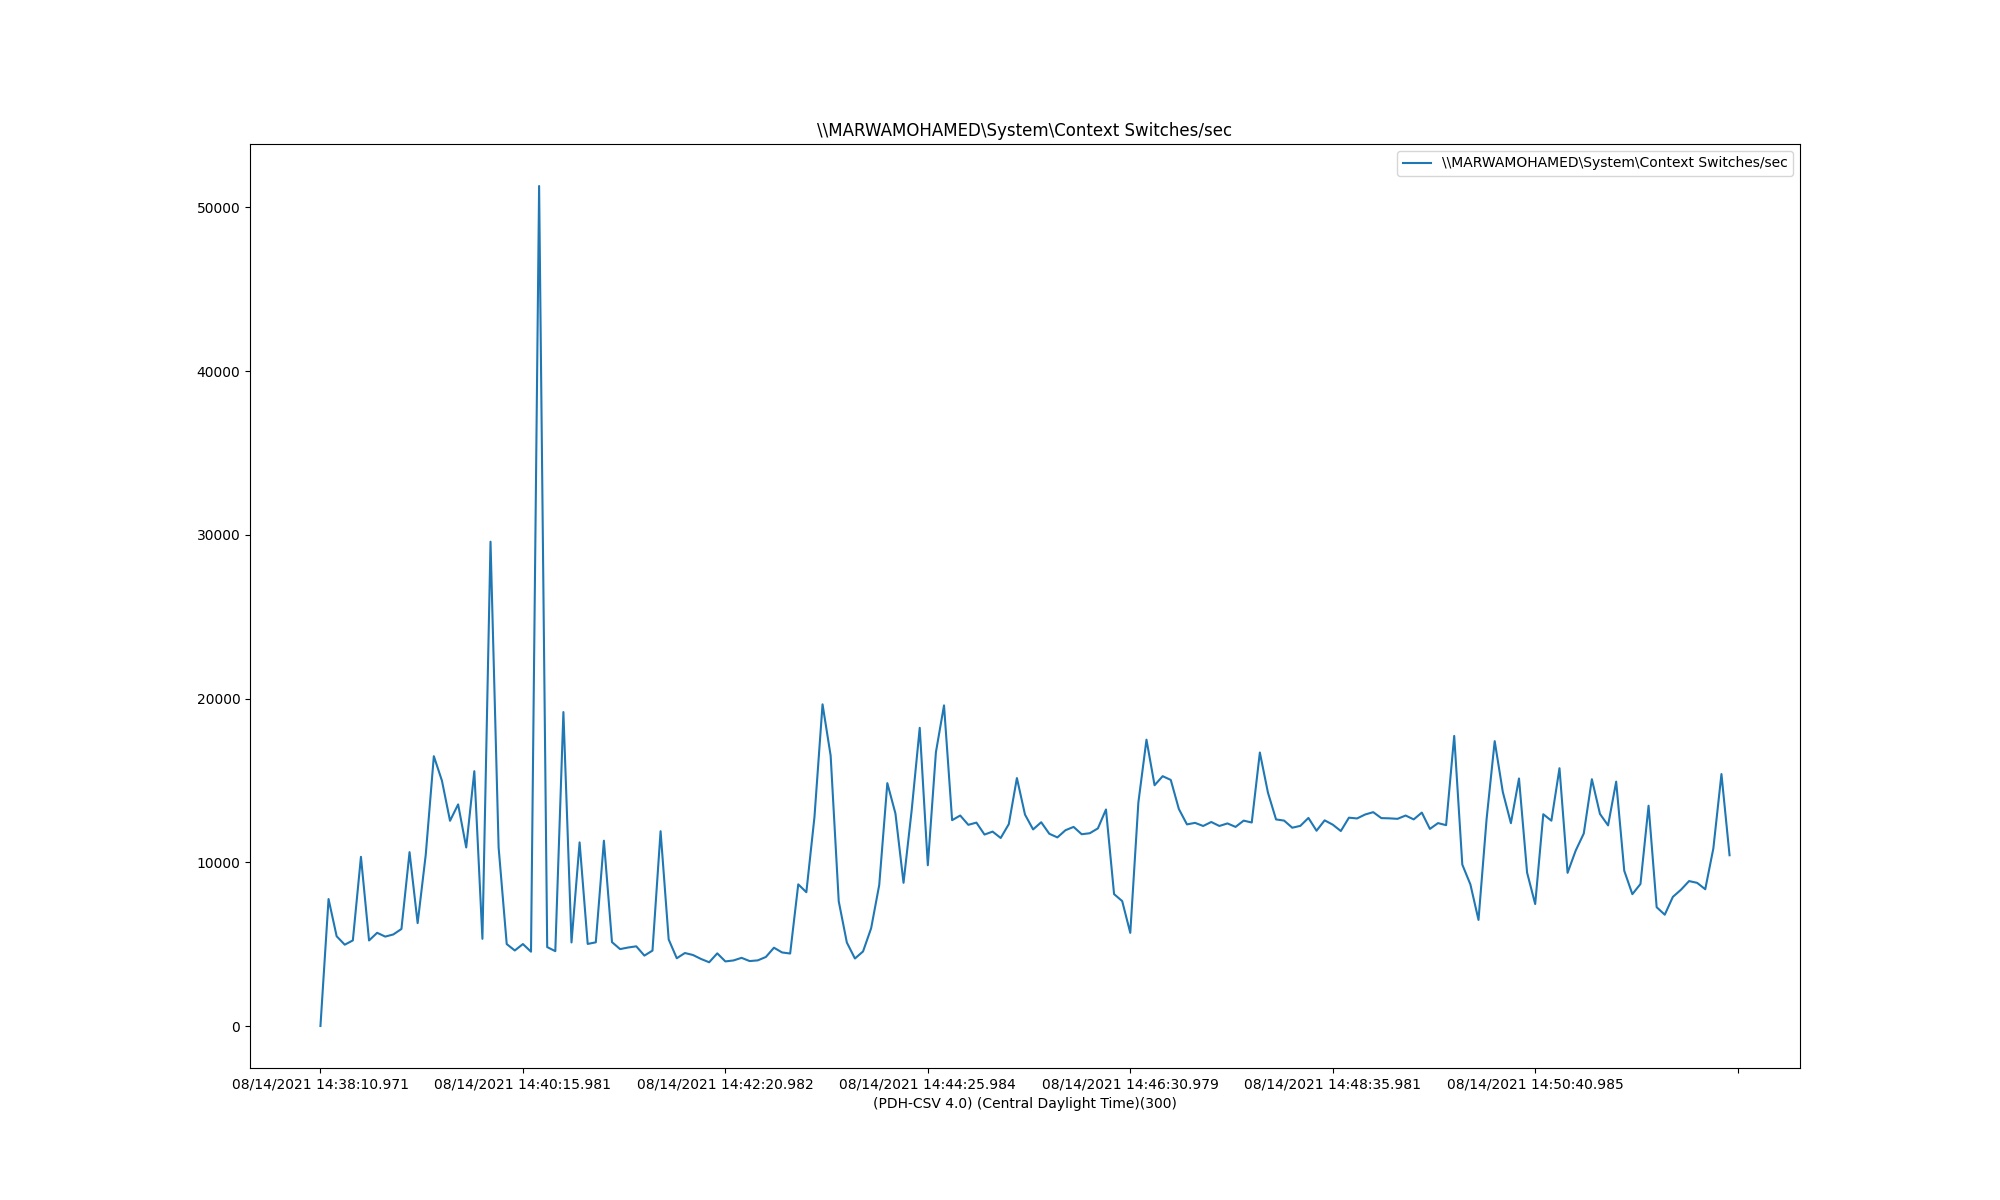 \\MARWAMOHAMED\System\Context Switches/sec
\\MARWAMOHAMED\System\Context Switches/sec
50000
40000
30000
20000
10000
0
08/14/2021 14:38:10.971 08/14/2021 14:40:15.981 08/14/2021 14:42:20.982 08/14/2021 14:44:25.984 08/14/2021 14:46:30.979 08/14/2021 14:48:35.981 08/14/2021 14:50:40.985
(PDH-CSV 4.0) (Central Daylight Time)(300)